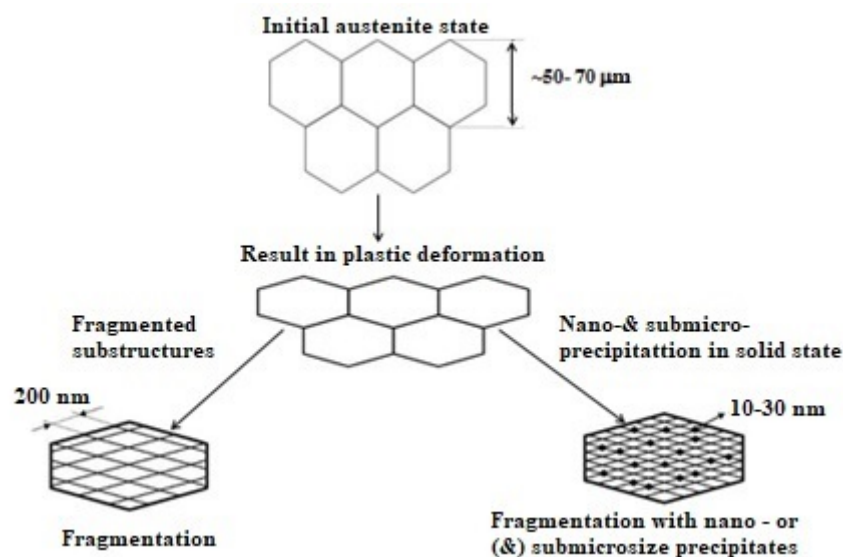 Initial austenite state
~50- 70 μm
Result in plastic deformation
Fragmented
substructures
Nano-& submicro-
precipitattion in solid state
200 nm
10-30 nm
Fragmentation
Fragmentation with nano - or
(&) submicrosize precipitates